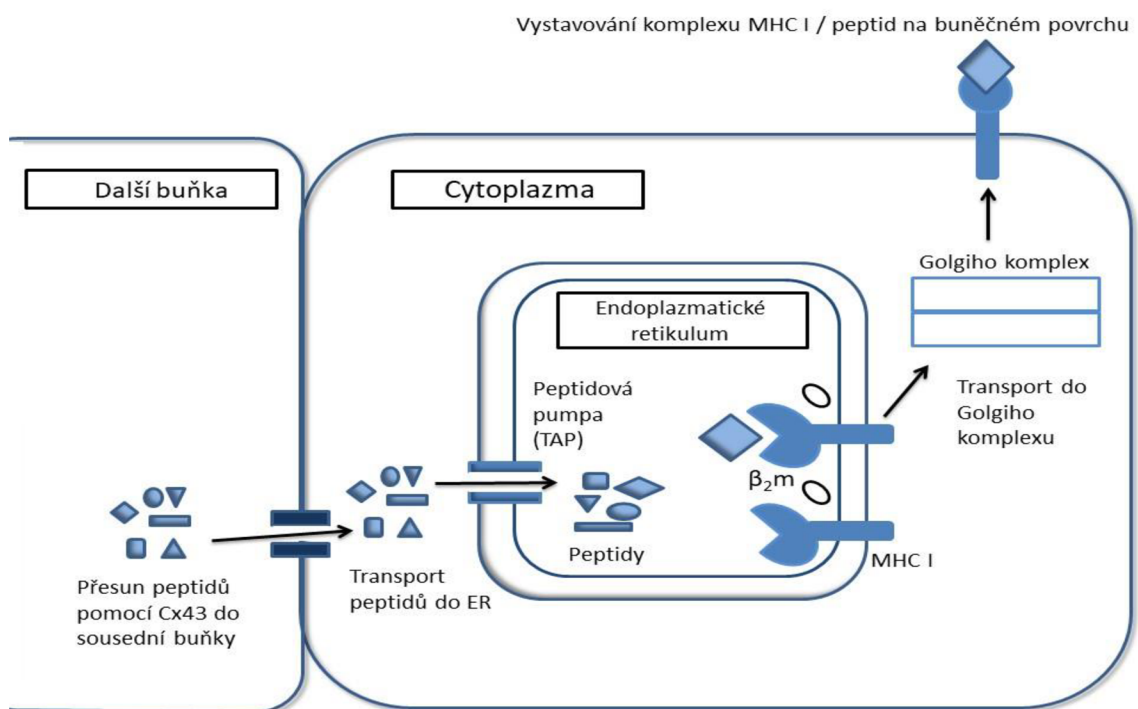 Vystavování komplexu MHC I / peptid na buněčném povrchu
Další buňka
Cytoplazma
Golgiho komplex
Endoplazmatické
retikulum
Peptidová
pumpa
(TAP)
Transport do
Golgiho
komplexu
β₂m
Peptidy
MHC I
Transport
peptidů do ER
Přesun peptidů
pomocí Cx43 do
sousední buňky